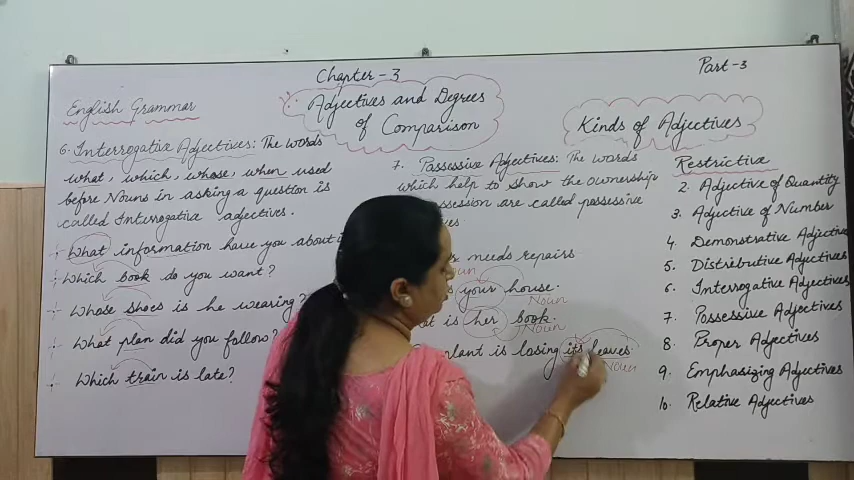 Chapter - 3
Part - 3
English Grammar
Adjectives and Degrees
of Comparison
Kinds of Adjectives
6. Interrogative Adjectives: The words
what, which, whose, when used
before Nouns in asking a question is
called Interrogative adjectives.
What information have you about
Which book do you want?
Whose shoes is he wearing?
What plan did you follow?
Which train is late?
7. Possessive Adjectives: The words
which help to show the ownership
are called possessive
needs repairs
your house.
Noun
is her book.
Noun
plant is losing its leaves.
Noun
Restrictive
2. Adjective of Quantity
3. Adjective of Number
4. Demonstrative Adjective
5. Distributive Adjectives
6. Interrogative Adjectives
7. Possessive Adjectives
8. Proper Adjectives
9. Emphasizing Adjectives
10. Relative Adjectives